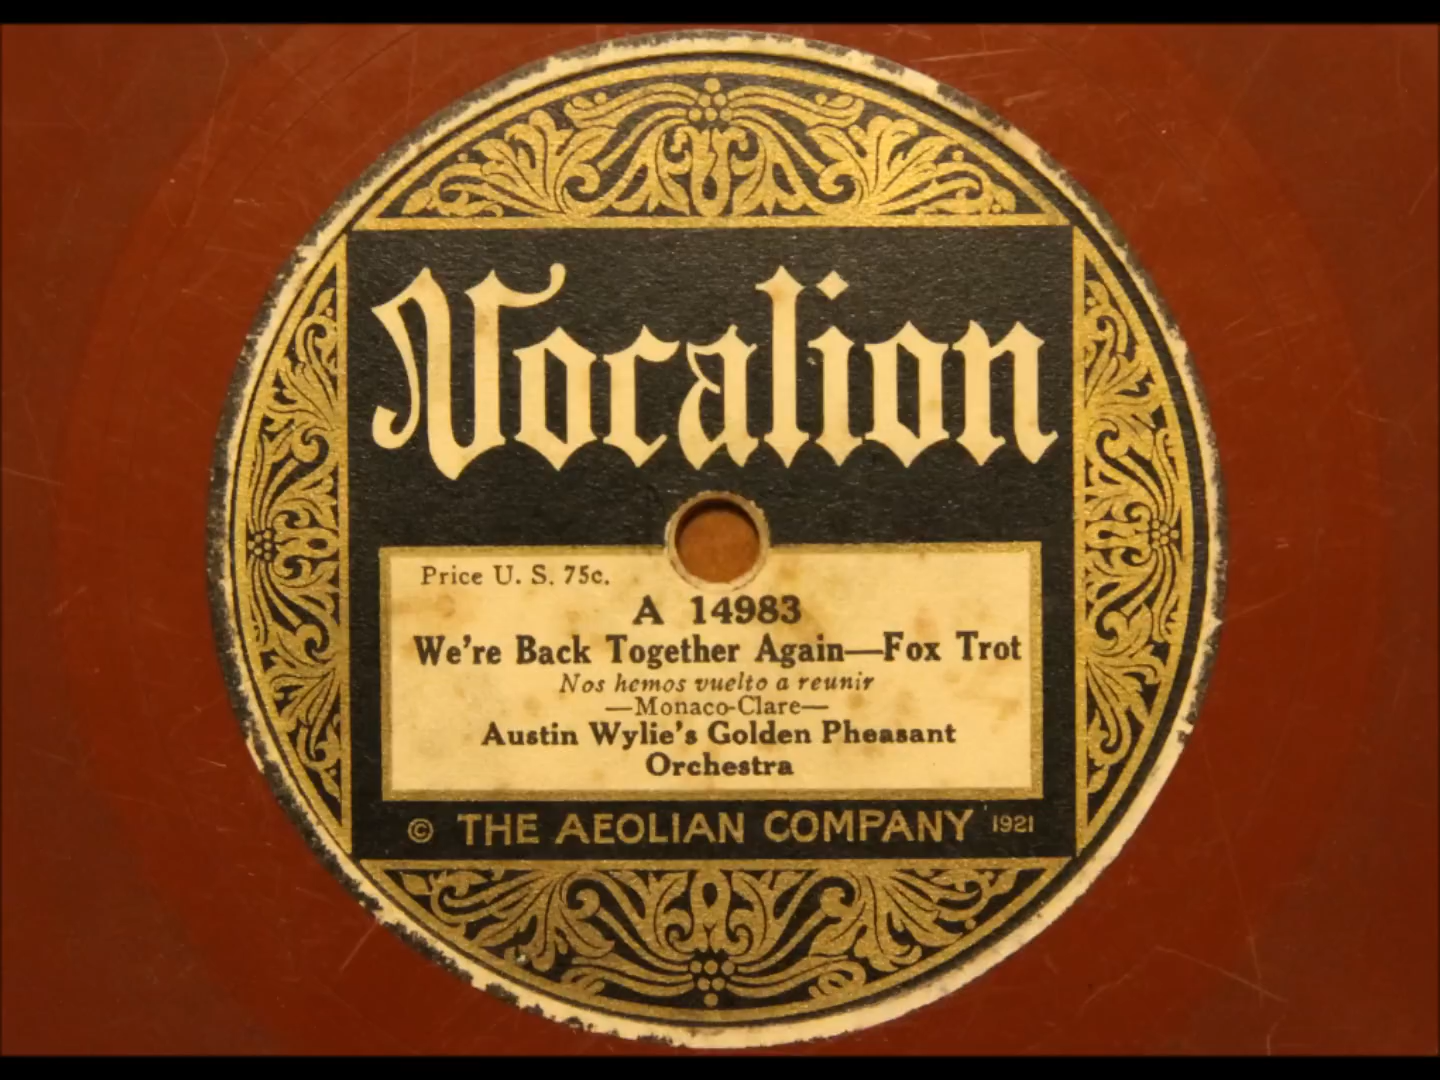 Vocalion
Price U. S. 75c.
A 14983
We're Back Together Again—Fox Trot
Nos hemos vuelto a reunir
—Monaco-Clare—
Austin Wylie's Golden Pheasant
Orchestra
© THE AEOLIAN COMPANY 1921